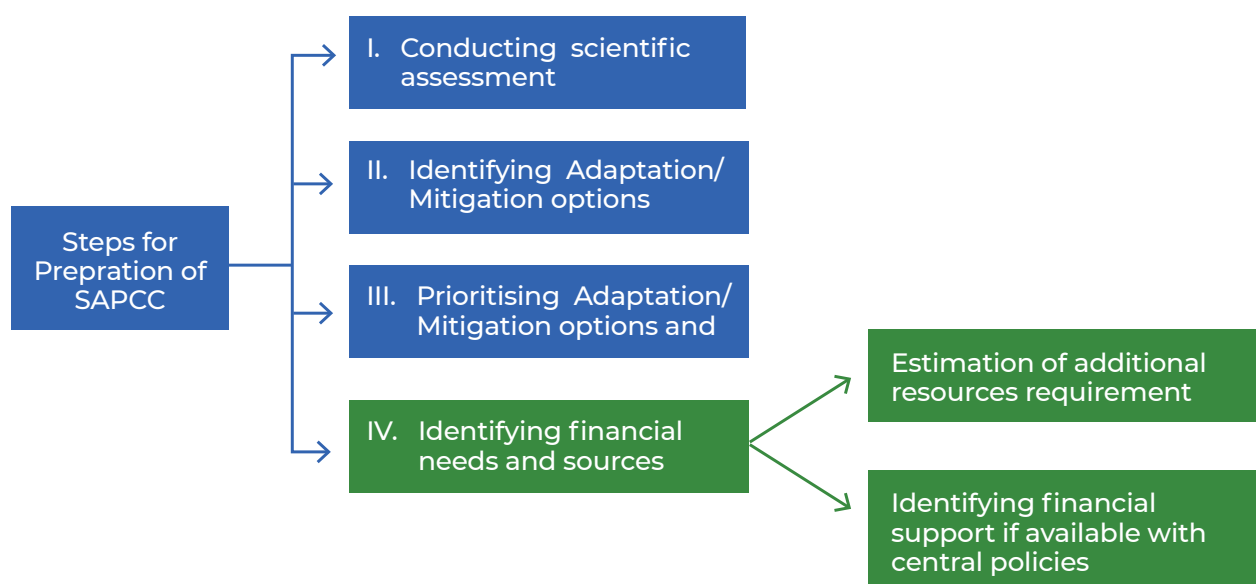 Steps for
Prepration of
SAPCC
I. Conducting scientific
assessment
II. Identifying Adaptation/
Mitigation options
III. Prioritising Adaptation/
Mitigation options and
IV. Identifying financial
needs and sources
Estimation of additional
resources requirement
Identifying financial
support if available with
central policies